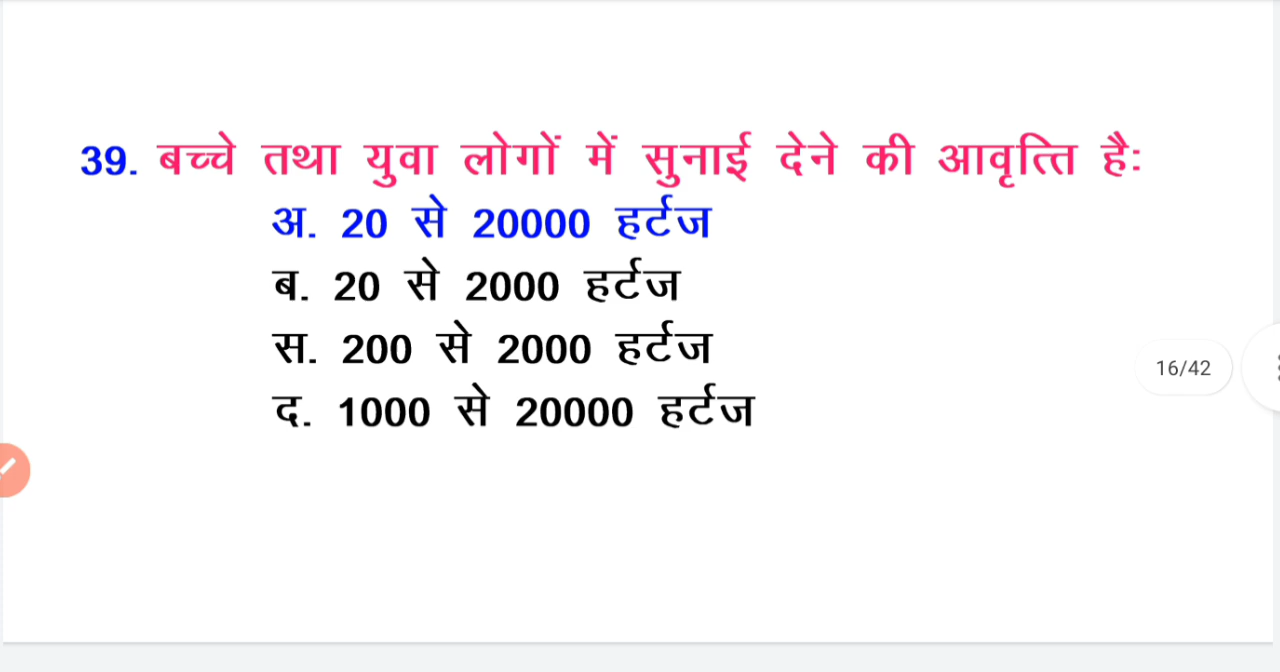 39. बच्चे तथा युवा लोगों में सुनाई देने की आवृत्ति है:
अ. 20 से 20000 हर्टज
ब. 20 से 2000 हर्टज
स. 200 से 2000 हर्टज
द. 1000 से 20000 हर्टज
16/42